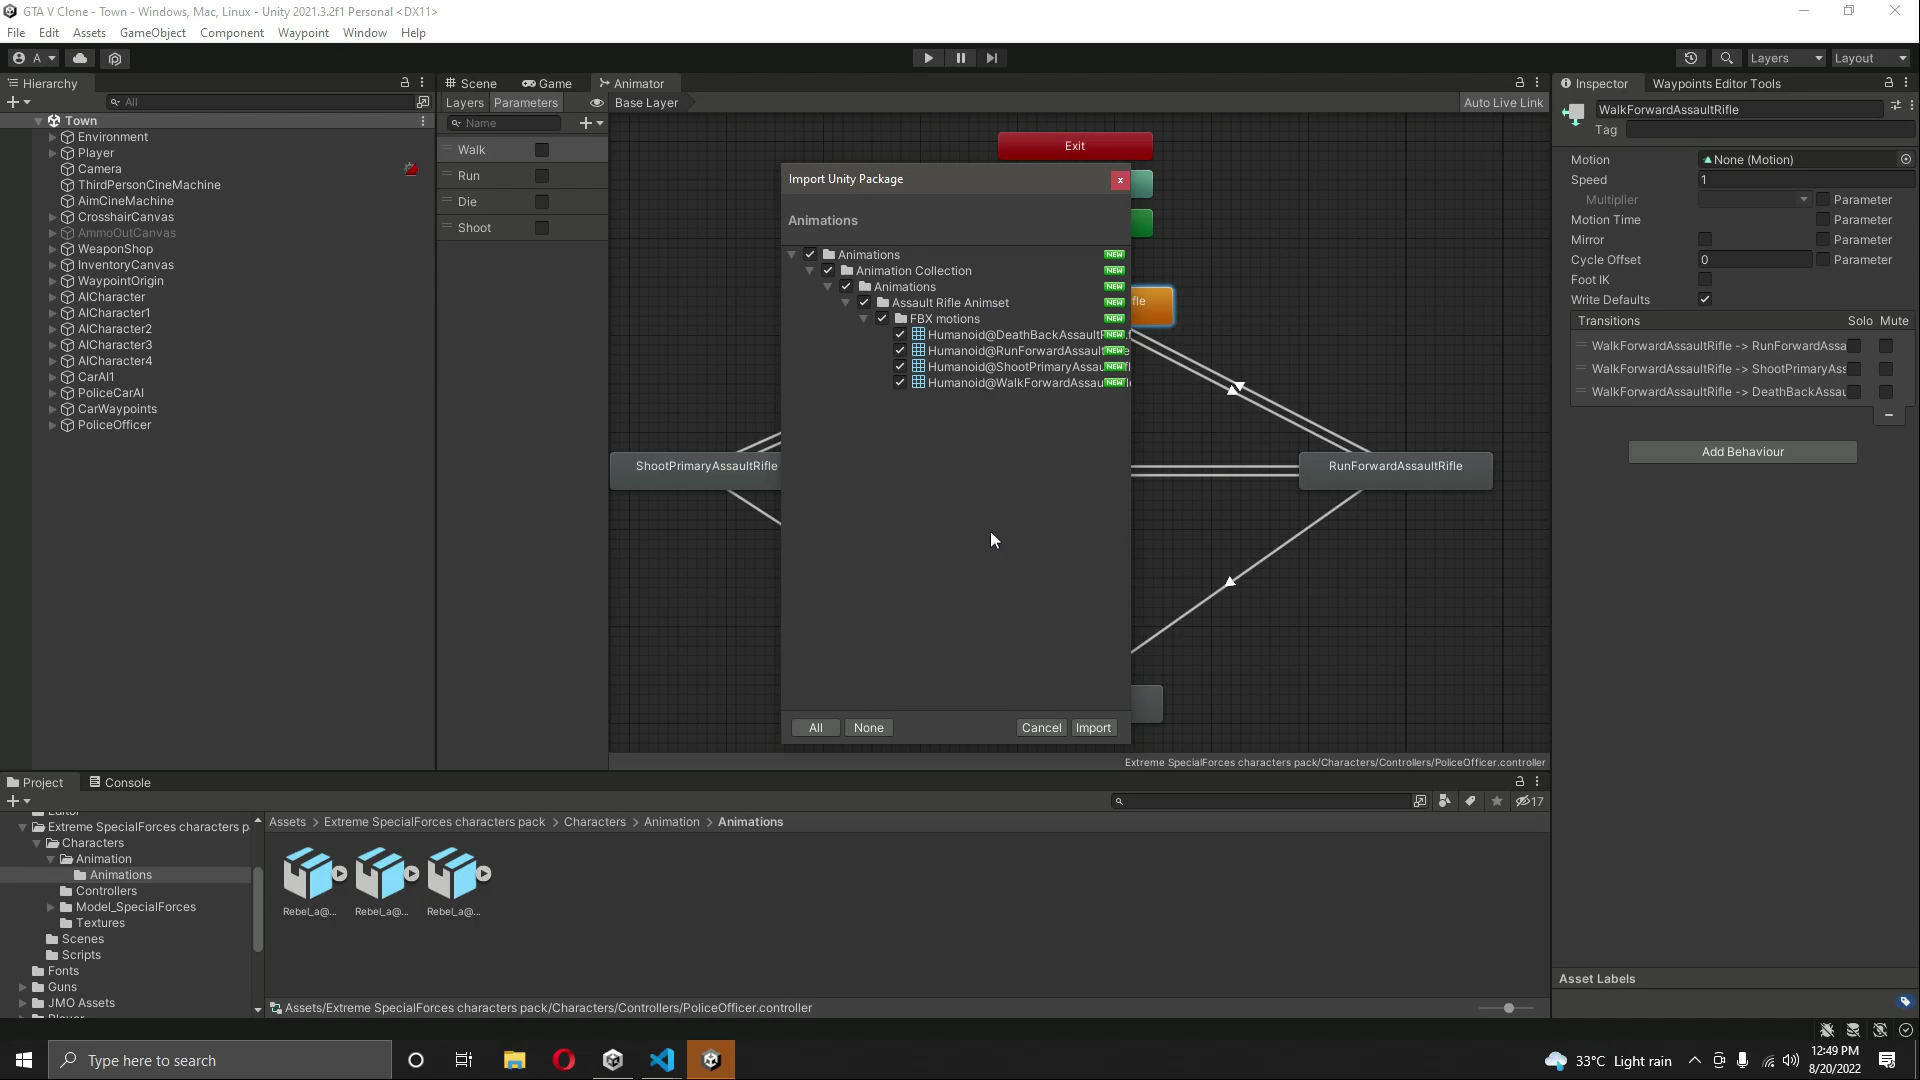 GTA V Clone - Town - Windows, Mac, Linux - Unity 2021.3.2f1 Personal <DX11>
File Edit Assets GameObject Component Waypoint Window Help
A
Layers Layout
Hierarchy
All
Town
Environment
Player
Camera
ThirdPersonCineMachine
AimCineMachine
CrosshairCanvas
AmmoOutCanvas
WeaponShop
InventoryCanvas
WaypointOrigin
AICharacter
AICharacter1
AICharacter2
AICharacter3
AICharacter4
CarAI1
PoliceCarAI
CarWaypoints
PoliceOfficer
Scene Game Animator
Layers Parameters Base Layer Auto Live Link
Name
Walk
Run
Die
Shoot
Exit
ShootPrimaryAssaultRifle
RunForwardAssaultRifle
Extreme SpecialForces characters pack/Characters/Controllers/PoliceOfficer.controller
Import Unity Package
x
Animations
Animations NEW
Animation Collection NEW
Animations NEW
Assault Rifle Animset NEW
FBX motions NEW
Humanoid@DeathBackAssault NEW
Humanoid@RunForwardAssault NEW
Humanoid@ShootPrimaryAssau NEW
Humanoid@WalkForwardAssau NEW
All None Cancel Import
Inspector Waypoints Editor Tools
WalkForwardAssaultRifle
Tag
Motion None (Motion)
Speed 1
Multiplier Parameter
Motion Time Parameter
Mirror Parameter
Cycle Offset 0 Parameter
Foot IK
Write Defaults
Transitions Solo Mute
WalkForwardAssaultRifle -> RunForwardAssa
WalkForwardAssaultRifle -> ShootPrimaryAss
WalkForwardAssaultRifle -> DeathBackAssau
Add Behaviour
Asset Labels
Project Console
17
Extreme SpecialForces characters p
Characters
Animation
Animations
Controllers
Model_SpecialForces
Textures
Scenes
Scripts
Fonts
Guns
JMO Assets
Assets > Extreme SpecialForces characters pack > Characters > Animation > Animations
Rebel_a@... Rebel_a@... Rebel_a@...
Assets/Extreme SpecialForces characters pack/Characters/Controllers/PoliceOfficer.controller
Type here to search
33°C Light rain
12:49 PM
8/20/2022